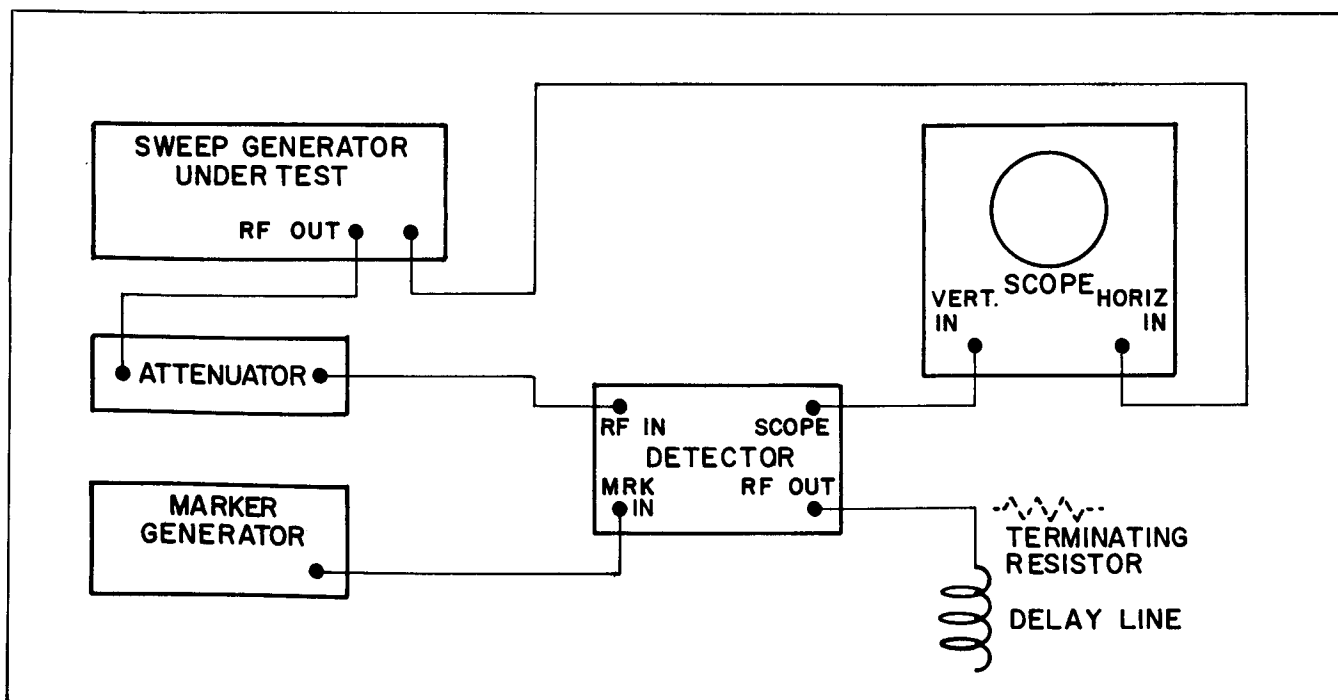 SWEEP GENERATOR
UNDER TEST
RF OUT
SCOPE
VERT.
IN
HORIZ
IN
ATTENUATOR
RF IN
SCOPE
DETECTOR
MRK
IN
RF OUT
MARKER
GENERATOR
TERMINATING
RESISTOR
DELAY LINE